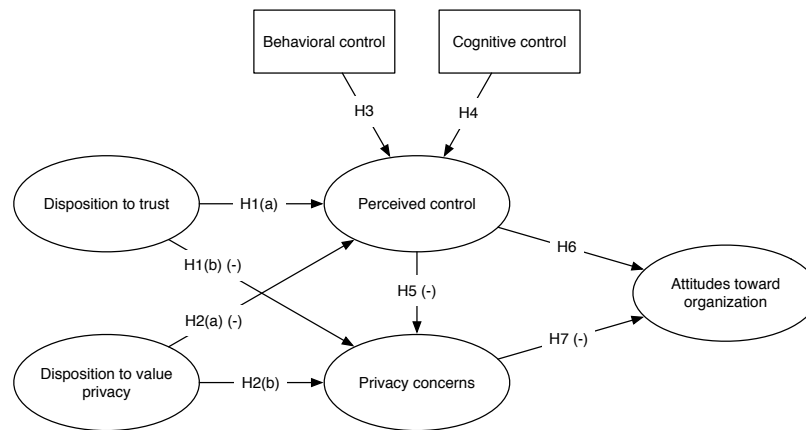 Behavioral control
Cognitive control
H3
H4
Disposition to trust
H1(a)
Perceived control
H1(b) (-)
H6
H5 (-)
Attitudes toward
organization
H2(a) (-)
H7 (-)
Disposition to value
privacy
H2(b)
Privacy concerns